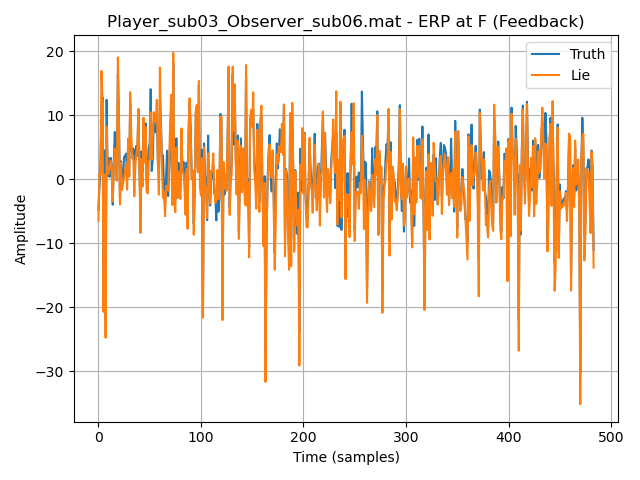 Player_sub03_Observer_sub06.mat - ERP at F (Feedback)
Truth
Lie
Amplitude
20
10
0
−10
−20
−30
0 100 200 300 400 500
Time (samples)